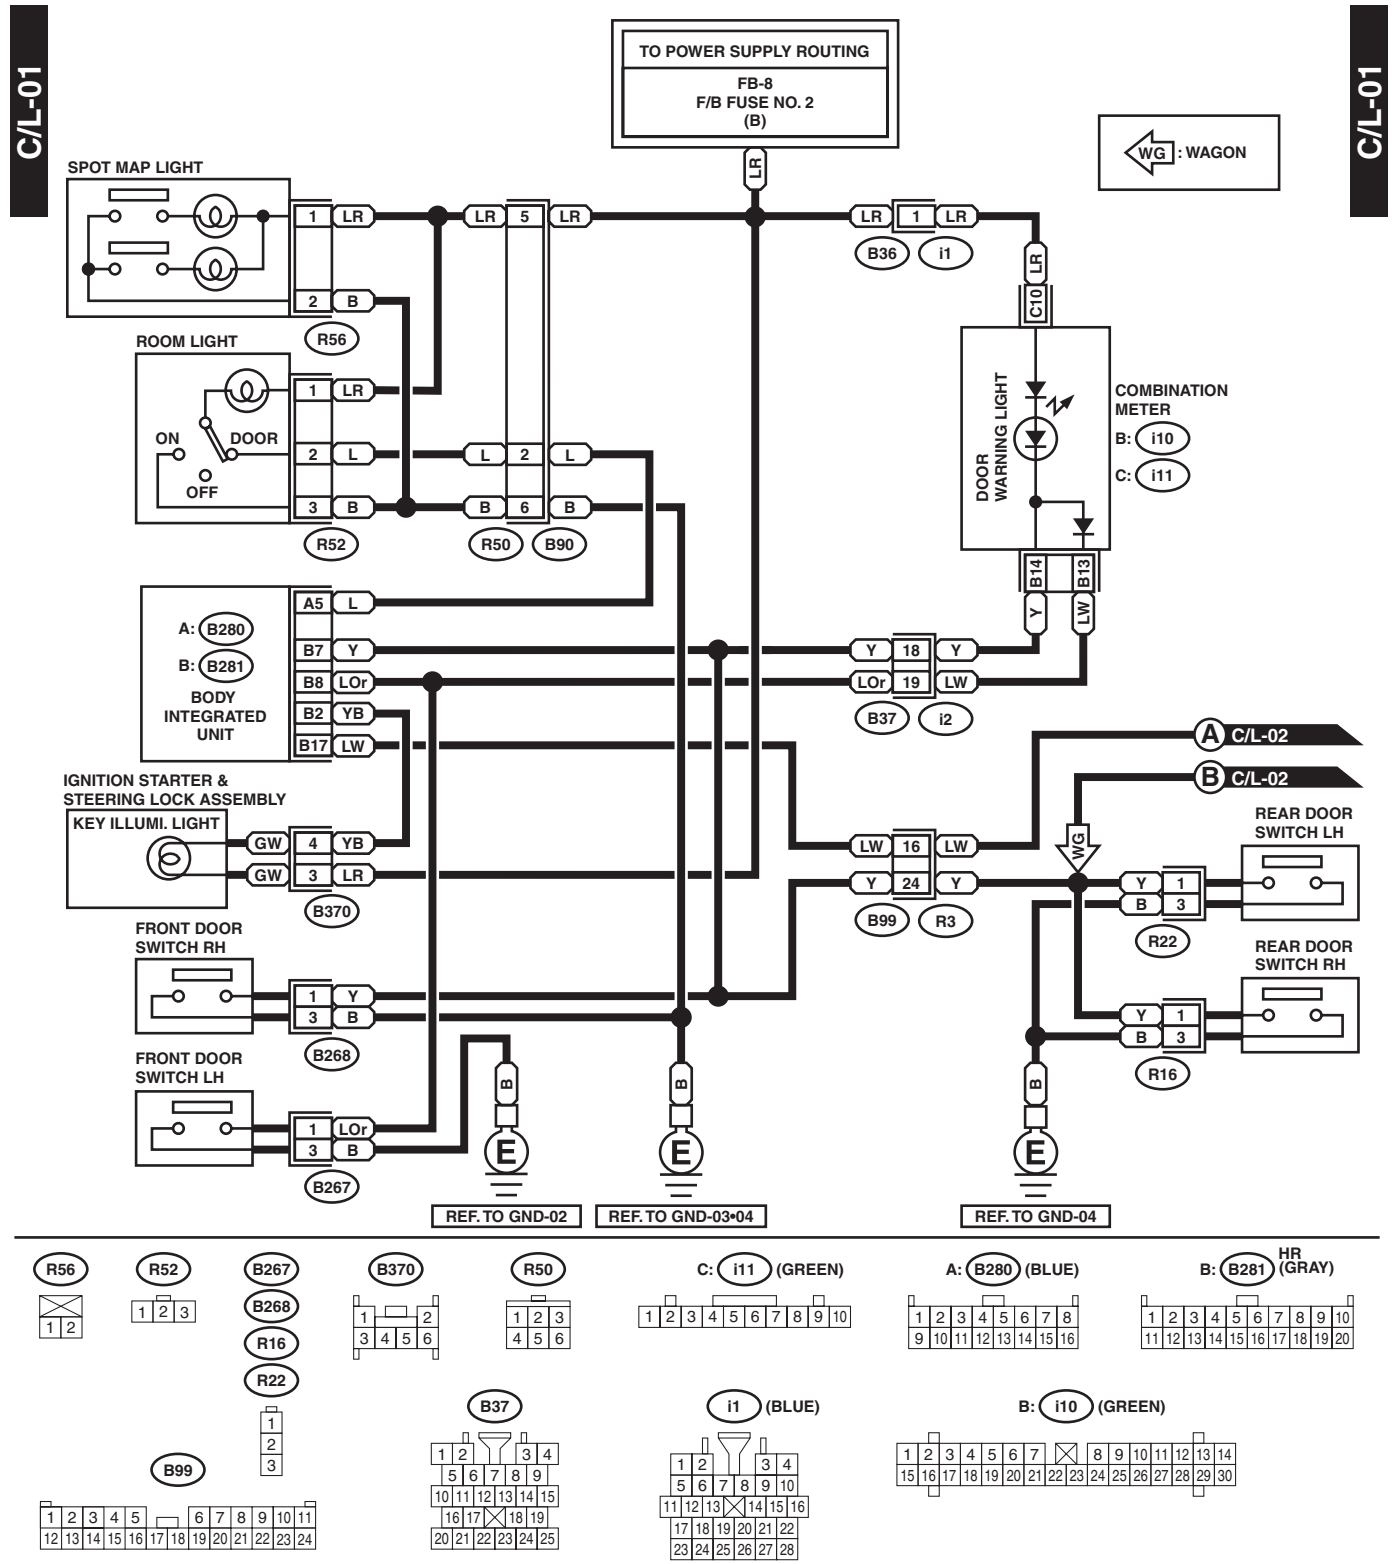 C/L-01
C/L-01
TO POWER SUPPLY ROUTING
FB-8
F/B FUSE NO. 2
(B)
LR
WG : WAGON
SPOT MAP LIGHT
1 LR LR 5 LR LR 1 LR
B36 i1
LR
C10
2 B
R56
ROOM LIGHT
1 LR
ON DOOR
OFF
2 L L 2 L
3 B B 6 B
R52 R50 B90
DOOR
WARNING LIGHT
COMBINATION
METER
B: i10
C: i11
B14 B13
Y LW
A: B280
B: B281
BODY
INTEGRATED
UNIT
A5 L
B7 Y Y 18 Y
B8 LOr LOr 19 LW
B2 YB
B17 LW
B37 i2
A C/L-02
B C/L-02
WG
IGNITION STARTER &
STEERING LOCK ASSEMBLY
KEY ILLUMI. LIGHT
GW 4 YB
GW 3 LR
B370
LW 16 LW
Y 24 Y
B99 R3
REAR DOOR
SWITCH LH
Y 1
B 3
R22
FRONT DOOR
SWITCH RH
1 Y
3 B
B268
REAR DOOR
SWITCH RH
Y 1
B 3
R16
FRONT DOOR
SWITCH LH
1 LOr
3 B
B267
B B B
E E E
REF. TO GND-02 REF. TO GND-03•04 REF. TO GND-04
R56
1 2
R52
1 2 3
B267
B268
R16
R22
1
2
3
B370
1 2
3 4 5 6
R50
1 2 3
4 5 6
C: i11 (GREEN)
1 2 3 4 5 6 7 8 9 10
A: B280 (BLUE)
1 2 3 4 5 6 7 8
9 10 11 12 13 14 15 16
B: B281 HR (GRAY)
1 2 3 4 5 6 7 8 9 10
11 12 13 14 15 16 17 18 19 20
B99
1 2 3 4 5 6 7 8 9 10 11
12 13 14 15 16 17 18 19 20 21 22 23 24
B37
1 2 3 4
5 6 7 8 9
10 11 12 13 14 15
16 17 18 19
20 21 22 23 24 25
i1 (BLUE)
1 2 3 4
5 6 7 8 9 10
11 12 13 14 15 16
17 18 19 20 21 22
23 24 25 26 27 28
B: i10 (GREEN)
1 2 3 4 5 6 7 8 9 10 11 12 13 14
15 16 17 18 19 20 21 22 23 24 25 26 27 28 29 30